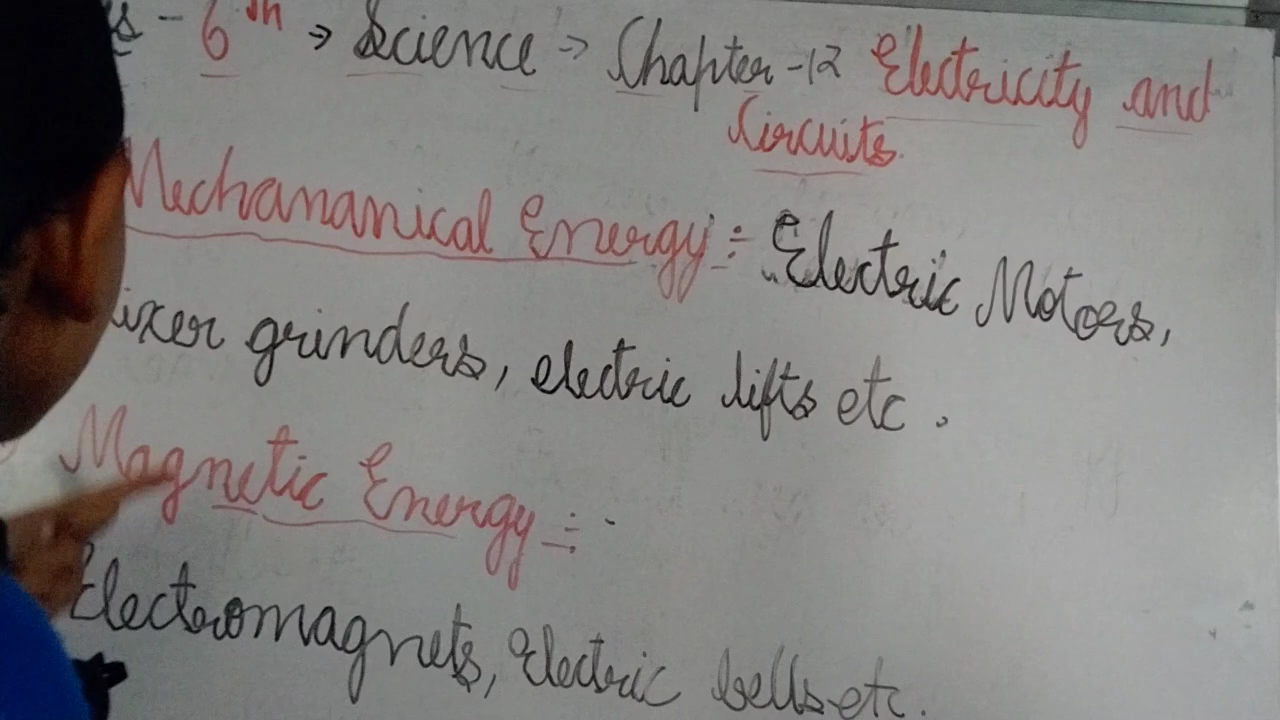 6th → Science → Chapter-12 Electricity and
Circuits.
Mechananical Energy :- Electric Motors,
ixer grinders, electric lifts etc.
Magnetic Energy :-
Electromagnets, Electric bells etc.